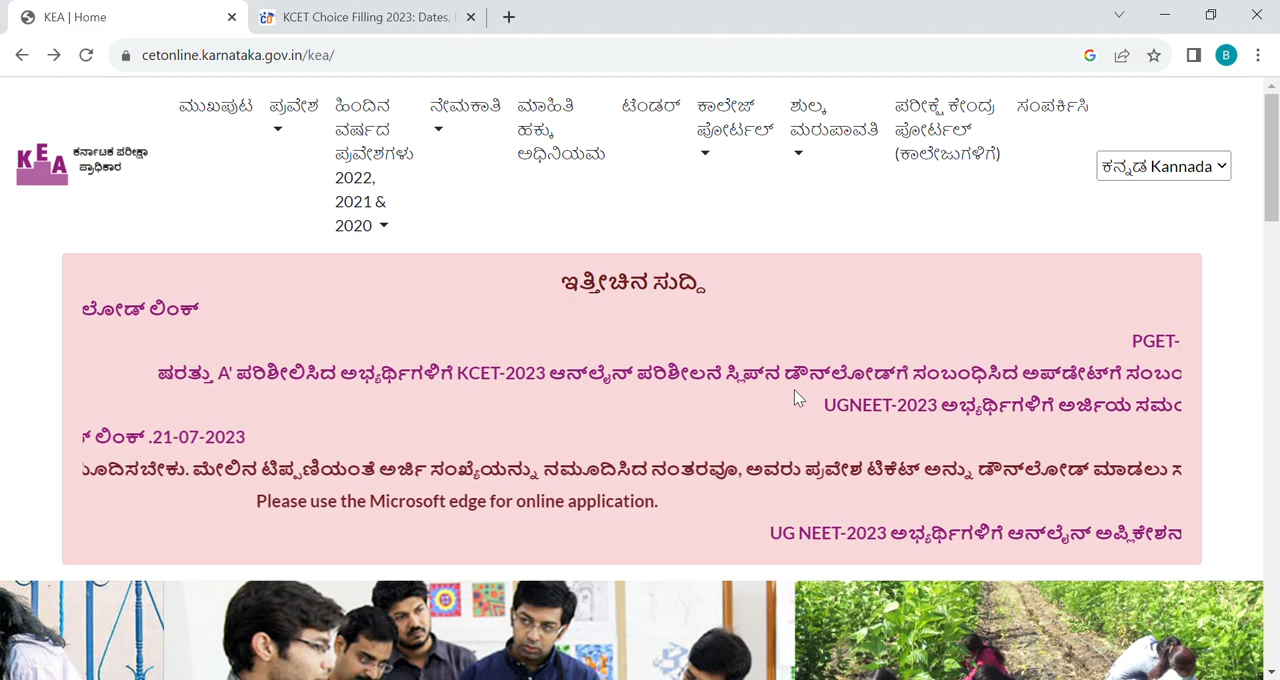 KEA | Home
KCET Choice Filling 2023: Dates,
cetonline.karnataka.gov.in/kea/
B
KEA
ಕರ್ನಾಟಕ ಪರೀಕ್ಷಾ
ಪ್ರಾಧಿಕಾರ
ಮುಖಪುಟ
ಪ್ರವೇಶ
ಹಿಂದಿನ
ವರ್ಷದ
ಪ್ರವೇಶಗಳು
2022,
2021 &
2020
ನೇಮಕಾತಿ
ಮಾಹಿತಿ
ಹಕ್ಕು
ಅಧಿನಿಯಮ
ಟೆಂಡರ್
ಕಾಲೇಜ್
ಪೋರ್ಟಲ್
ಶುಲ್ಕ
ಮರುಪಾವತಿ
ಪರೀಕ್ಷೆ ಕೇಂದ್ರ
ಪೋರ್ಟಲ್
(ಕಾಲೇಜುಗಳಿಗೆ)
ಸಂಪರ್ಕಿಸಿ
ಕನ್ನಡ Kannada
ಇತ್ತೀಚಿನ ಸುದ್ದಿ
ಲೋಡ್ ಲಿಂಕ್
PGET-
ಷರತ್ತು A' ಪರಿಶೀಲಿಸಿದ ಅಭ್ಯರ್ಥಿಗಳಿಗೆ KCET-2023 ಆನ್‌ಲೈನ್ ಪರಿಶೀಲನೆ ಸ್ಲಿಪ್‌ನ ಡೌನ್‌ಲೋಡ್‌ಗೆ ಸಂಬಂಧಿಸಿದ ಅಪ್‌ಡೇಟ್‌ಗೆ ಸಂಬಂ
UGNEET-2023 ಅಭ್ಯರ್ಥಿಗಳಿಗೆ ಅರ್ಜಿಯ
ಲಿಂಕ್ .21-07-2023
ಮೇಲಿನ ಟಿಪ್ಪಣಿಯಂತೆ ಅರ್ಜಿ ಸಂಖ್ಯೆಯನ್ನು ನಮೂದಿಸಿದ ನಂತರವೂ, ಅವರು ಪ್ರವೇಶ ಟಿಕೆಟ್ ಅನ್ನು ಡೌನ್‌ಲೋಡ್ ಮಾಡಲು ಸ
Please use the Microsoft edge for online application.
UG NEET-2023 ಅಭ್ಯರ್ಥಿಗಳಿಗೆ ಆನ್‌ಲೈನ್ ಅಪ್ಲಿಕೇಶನ